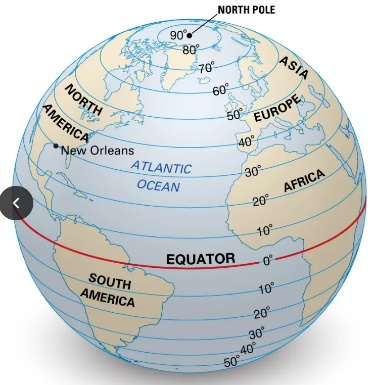 NORTH POLE
90°
80°
70°
60°
50°
40°
30°
20°
10°
0°
10°
20°
30°
40°
50°
ASIA
EUROPE
NORTH
AMERICA
New Orleans
ATLANTIC
OCEAN
AFRICA
EQUATOR
SOUTH
AMERICA